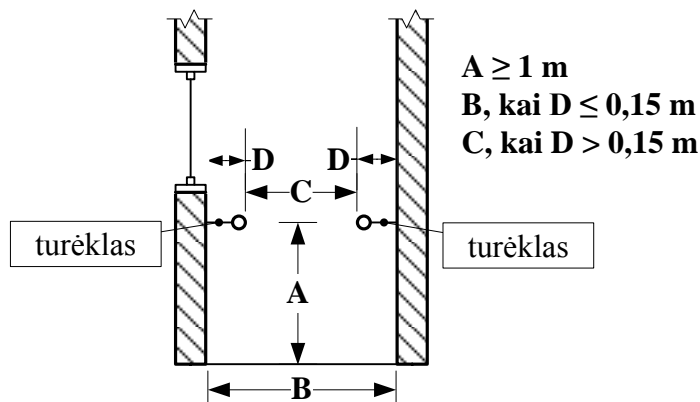 A ≥ 1 m
B, kai D ≤ 0,15 m
C, kai D > 0,15 m
D
D
C
turėklas
turėklas
A
B